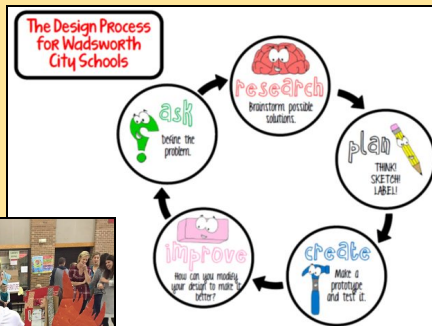 The Design Process
for Wadsworth
City Schools
ask
Define the
problem.
research
Brainstorm possible
solutions.
plan
THINK!
SKETCH!
LABEL!
create
Make a
prototype
and test it.
improve
How can you modify
your design to make it
better?